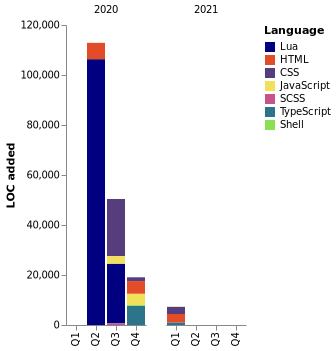 2020 2021
120,000
100,000
80,000
60,000
40,000
20,000
0
LOC added
Q1 Q2 Q3 Q4 Q1 Q2 Q3 Q4
Language
Lua
HTML
CSS
JavaScript
SCSS
TypeScript
Shell